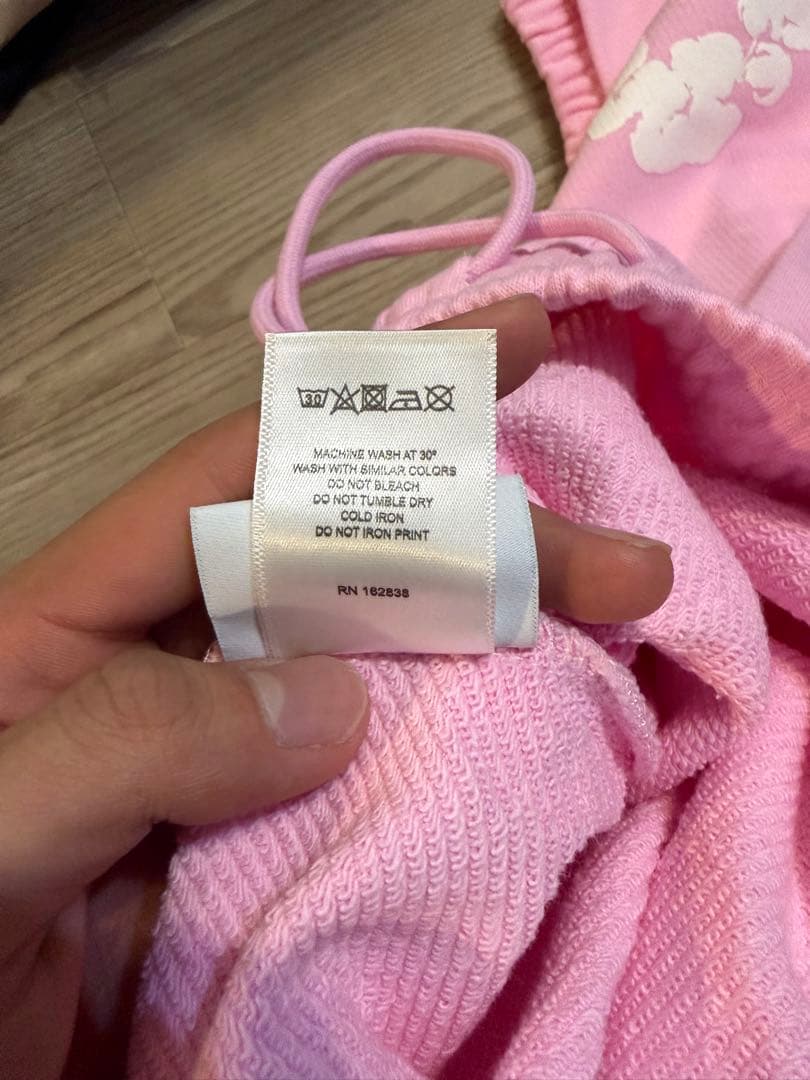 30
MACHINE WASH AT 30°
WASH WITH SIMILAR COLORS
DO NOT BLEACH
DO NOT TUMBLE DRY
COLD IRON
DO NOT IRON PRINT
RN 162838